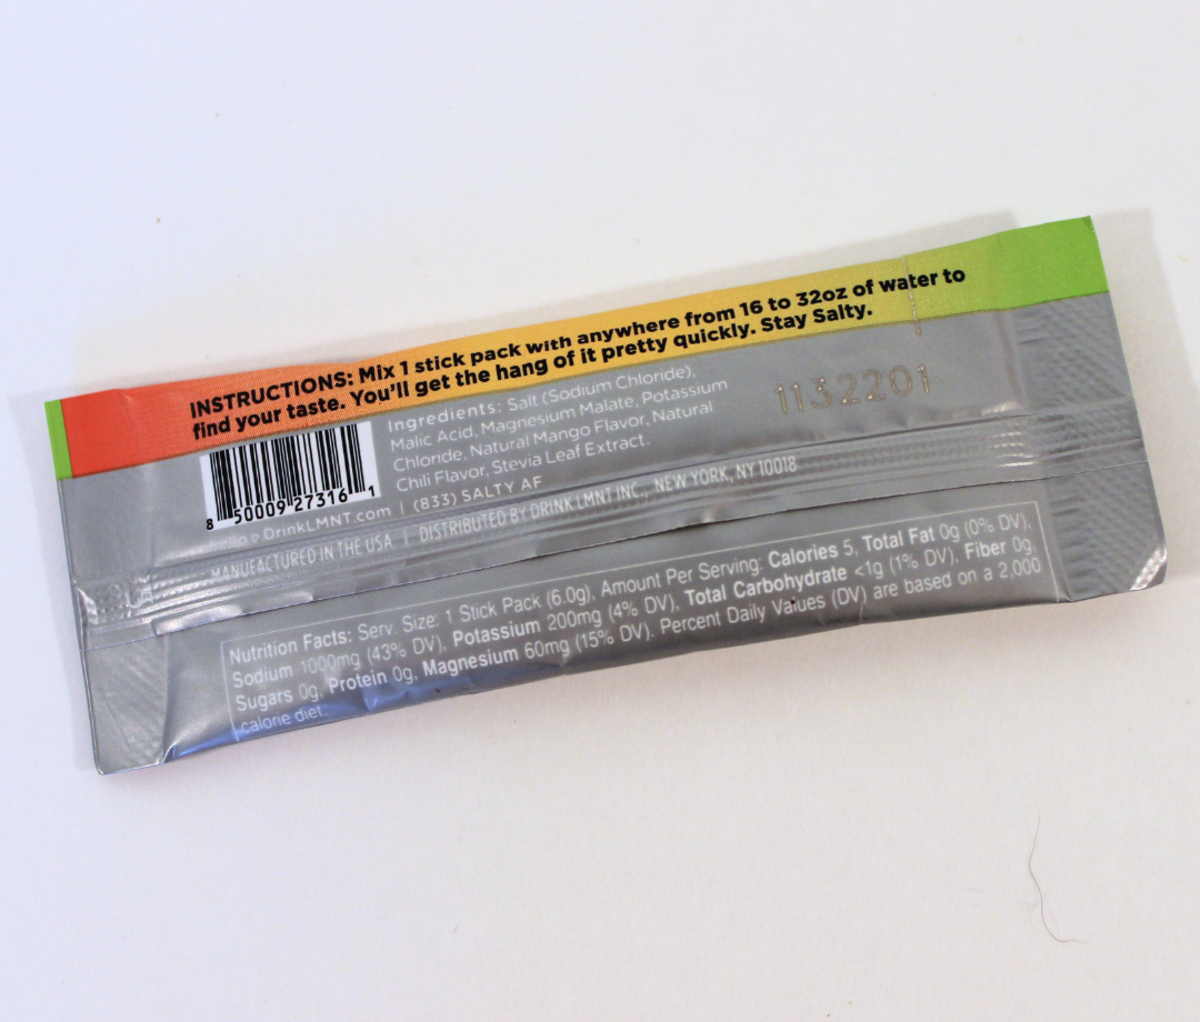 INSTRUCTIONS: Mix 1 stick pack with anywhere from 16 to 32oz of water to
find your taste. You'll get the hang of it pretty quickly. Stay Salty.
Ingredients: Salt (Sodium Chloride),
Malic Acid, Magnesium Malate, Potassium
Chloride, Natural Mango Flavor, Natural
Chili Flavor, Stevia Leaf Extract.
1132201
8 50009 27316 1
DrinkLMNT.com | (833) SALTY AF
MANUFACTURED IN THE USA | DISTRIBUTED BY DRINK LMNT INC., NEW YORK, NY 10018
Nutrition Facts: Serv. Size: 1 Stick Pack (6.0g), Amount Per Serving: Calories 5, Total Fat 0g (0% DV),
Sodium 1000mg (43% DV), Potassium 200mg (4% DV), Total Carbohydrate <1g (1% DV), Fiber 0g,
Sugars 0g, Protein 0g, Magnesium 60mg (15% DV). Percent Daily Values (DV) are based on a 2,000
calorie diet.